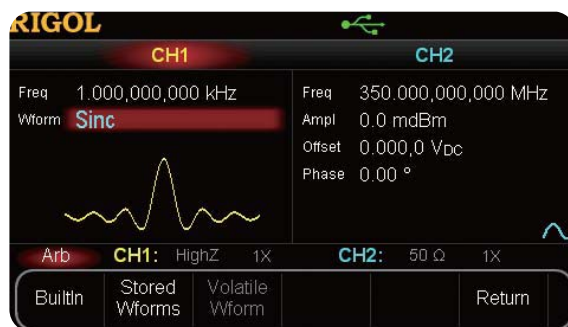 RIGOL
CH1
CH2
Freq 1.000,000,000 kHz
Wform Sinc
Freq 350.000,000,000 MHz
Ampl 0.0 mdBm
Offset 0.000,0 VDC
Phase 0.00 °
Arb CH1: HighZ 1X CH2: 50 Ω 1X
BuiltIn
Stored Wforms
Volatile Wform
Return